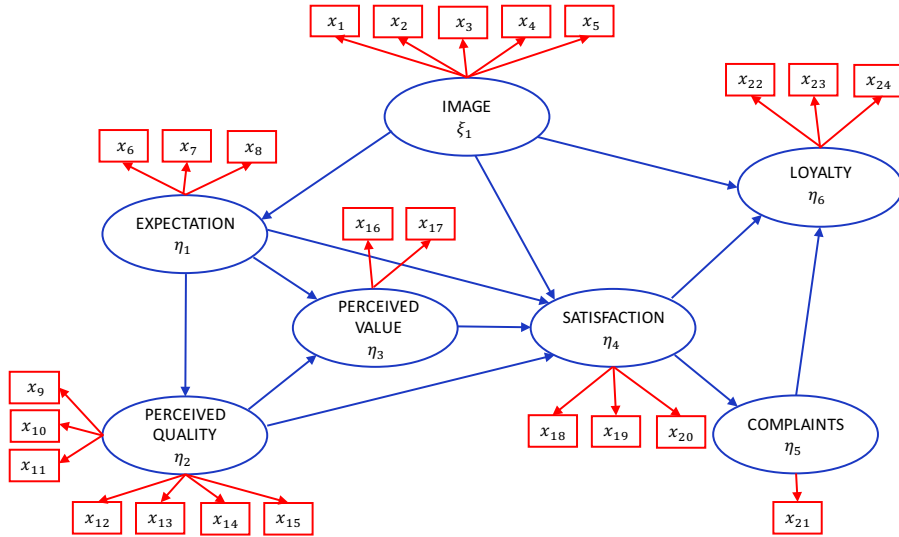 x₁ x₂ x₃ x₄ x₅
x₂₂ x₂₃ x₂₄
IMAGE
ξ₁
x₆ x₇ x₈
LOYALTY
η₆
EXPECTATION
η₁
x₁₆ x₁₇
PERCEIVED
VALUE
η₃
SATISFACTION
η₄
x₉
x₁₀
x₁₁
PERCEIVED
QUALITY
η₂
x₁₈ x₁₉ x₂₀
COMPLAINTS
η₅
x₁₂ x₁₃ x₁₄ x₁₅
x₂₁